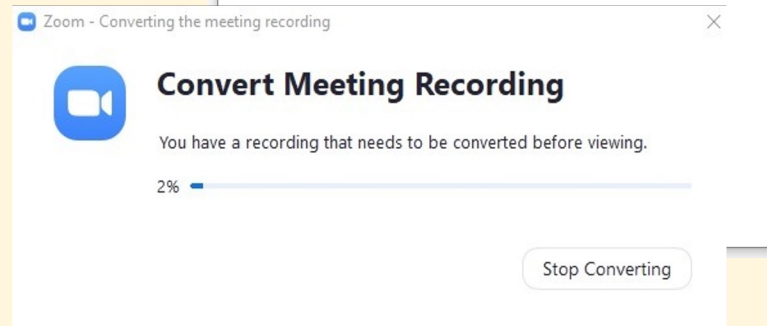 Zoom - Converting the meeting recording
Convert Meeting Recording
You have a recording that needs to be converted before viewing.
2%
Stop Converting